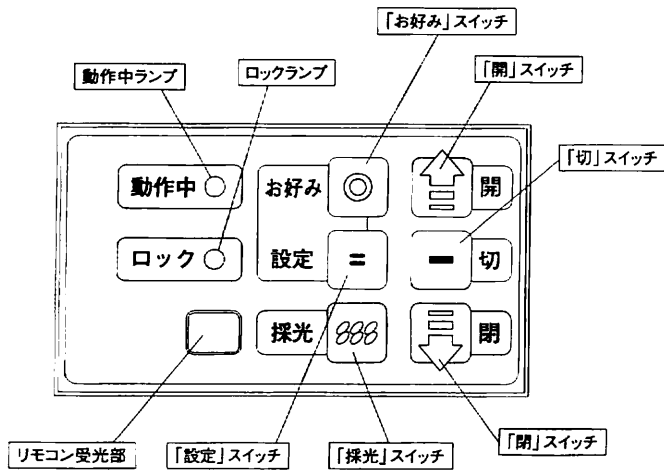 「お好み」スイッチ
動作中ランプ
ロックランプ
「開」スイッチ
「切」スイッチ
動作中
お好み
開
ロック
設定
切
採光
閉
リモコン受光部
「設定」スイッチ
「採光」スイッチ
「閉」スイッチ